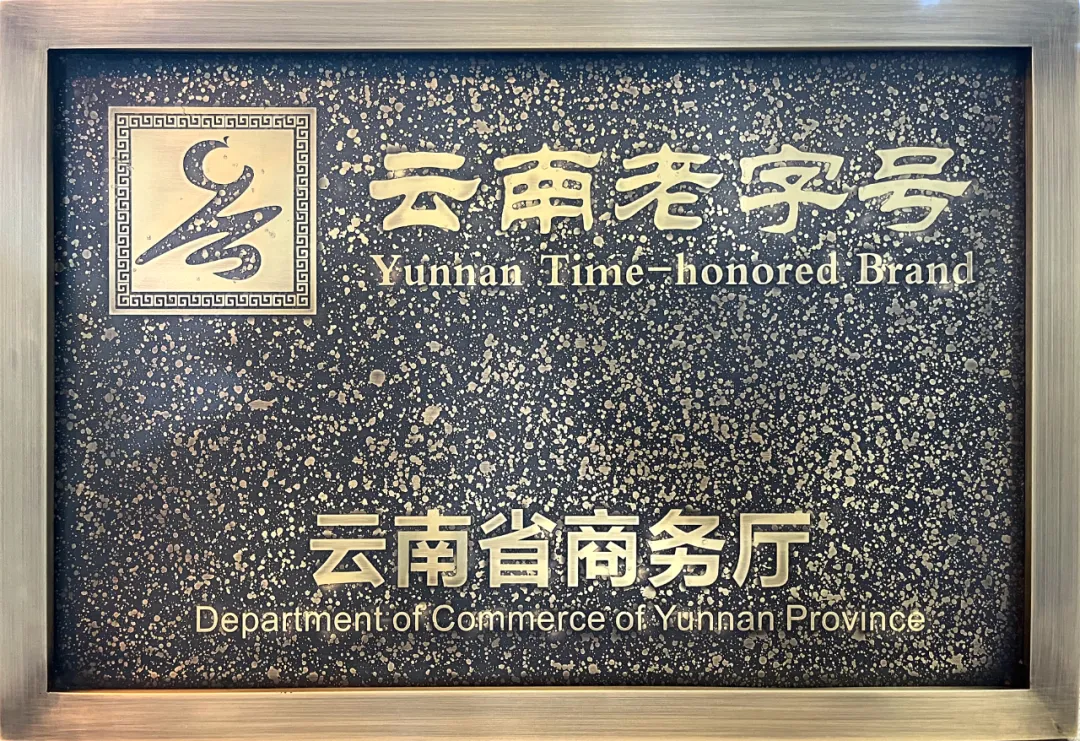 云南老字号
Yunnan Time-honored Brand
云南省商务厅
Department of Commerce of Yunnan Province